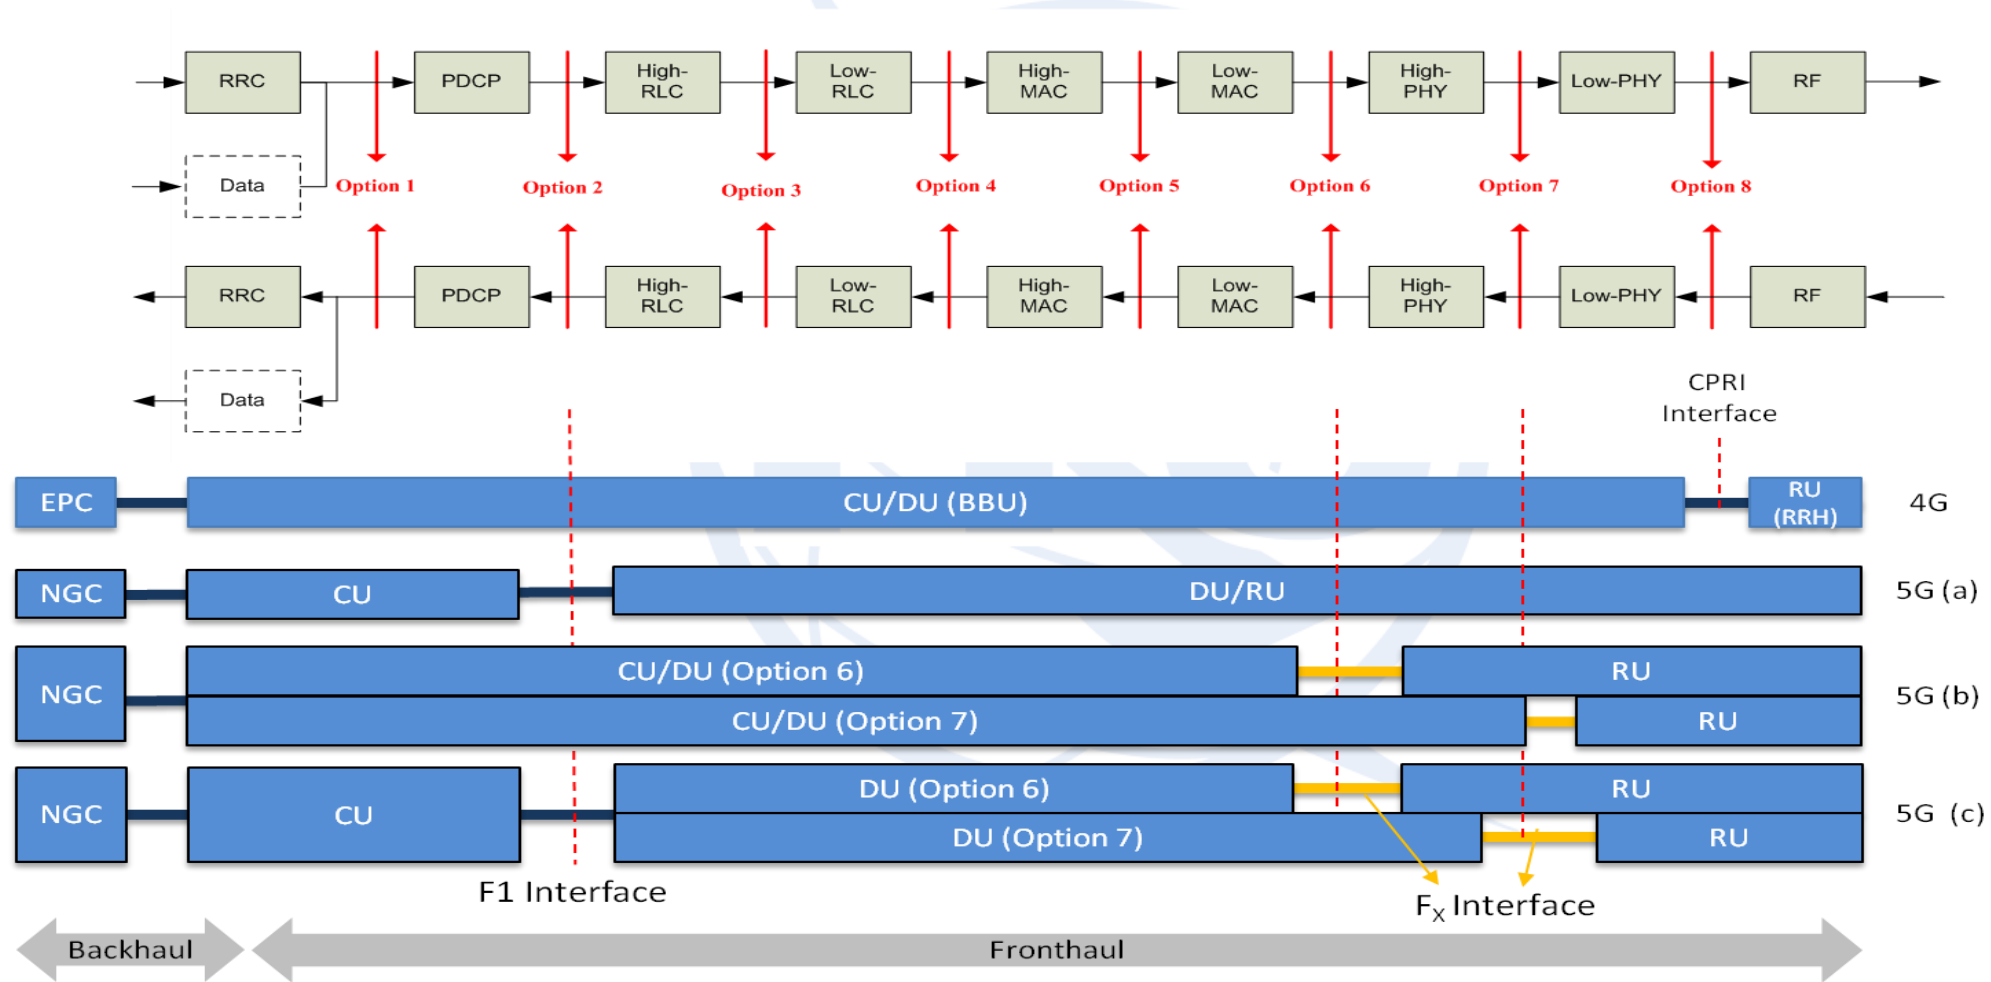 RRC
PDCP
High-
RLC
Low-
RLC
High-
MAC
Low-
MAC
High-
PHY
Low-PHY
RF
Data
Option 1
Option 2
Option 3
Option 4
Option 5
Option 6
Option 7
Option 8
RRC
PDCP
High-
RLC
Low-
RLC
High-
MAC
Low-
MAC
High-
PHY
Low-PHY
RF
Data
CPRI
Interface
EPC
CU/DU (BBU)
RU
(RRH)
4G
NGC
CU
DU/RU
5G (a)
NGC
CU/DU (Option 6)
RU
CU/DU (Option 7)
RU
5G (b)
NGC
CU
DU (Option 6)
RU
DU (Option 7)
RU
5G (c)
F1 Interface
FX Interface
Backhaul
Fronthaul